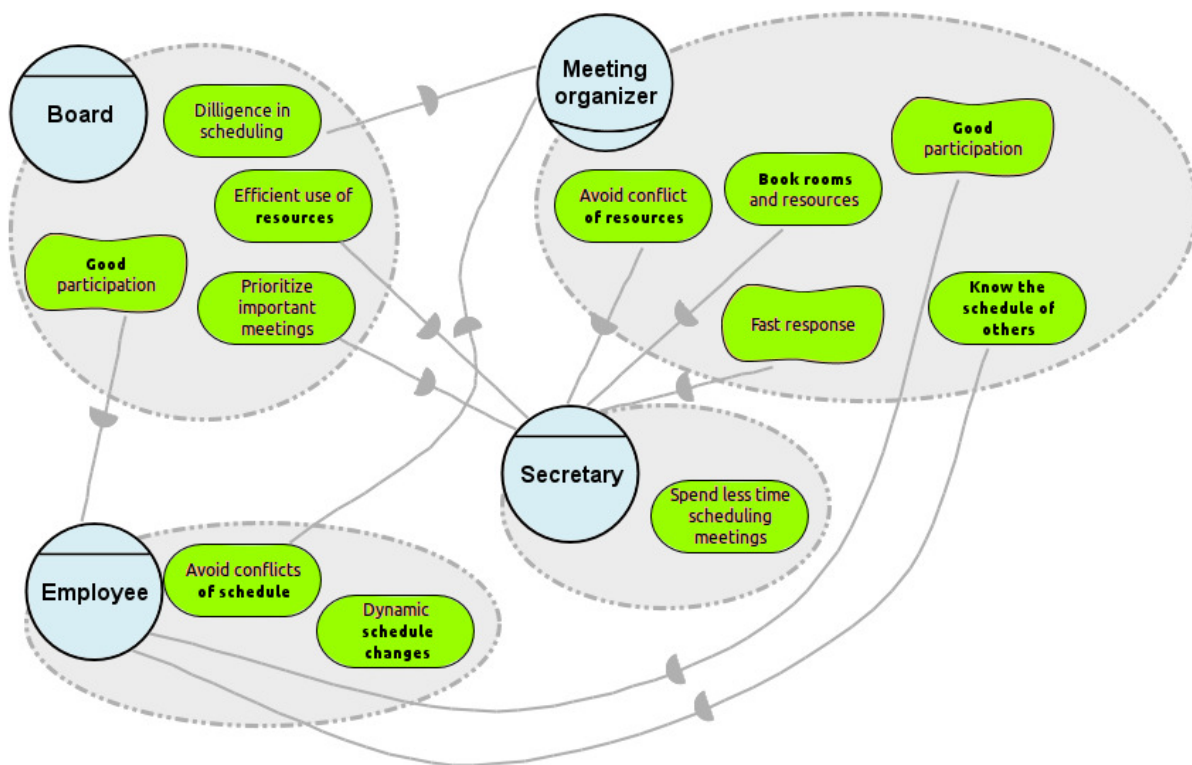 Board
Dilligence in
scheduling
Efficient use of
resources
Good
participation
Prioritize
important
meetings
Meeting
organizer
Avoid conflict
of resources
Book rooms
and resources
Good
participation
Fast response
Know the
schedule of
others
Secretary
Spend less time
scheduling
meetings
Employee
Avoid conflicts
of schedule
Dynamic
schedule
changes